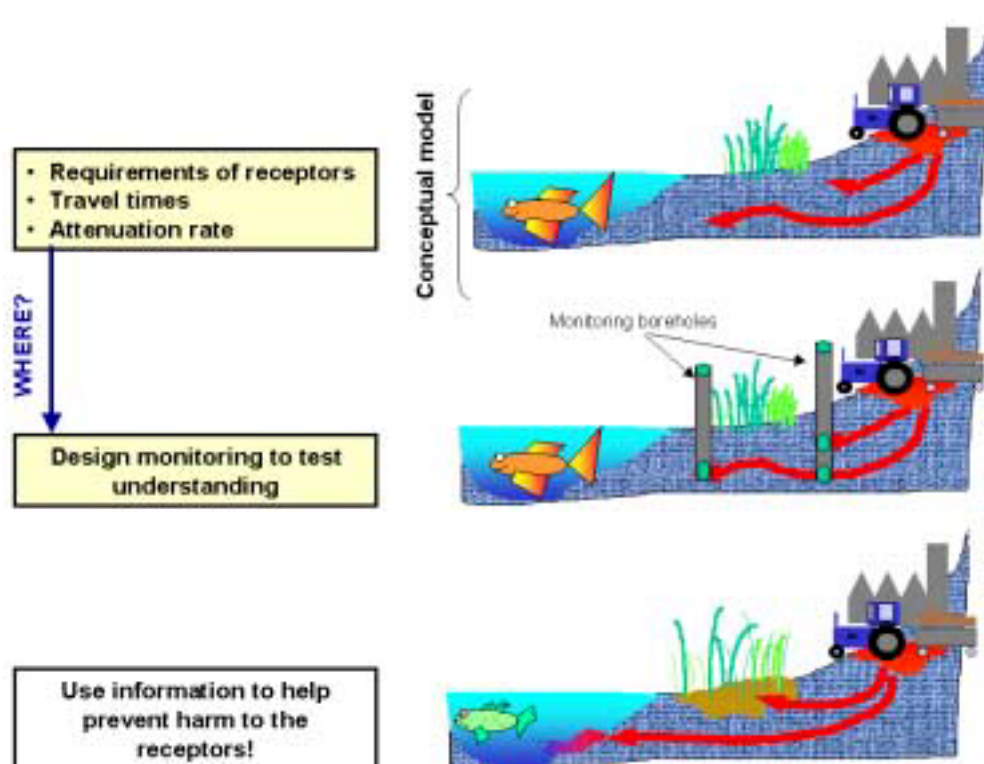 • Requirements of receptors
• Travel times
• Attenuation rate
Conceptual model
WHERE?
Monitoring boreholes
Design monitoring to test
understanding
Use information to help
prevent harm to the
receptors!